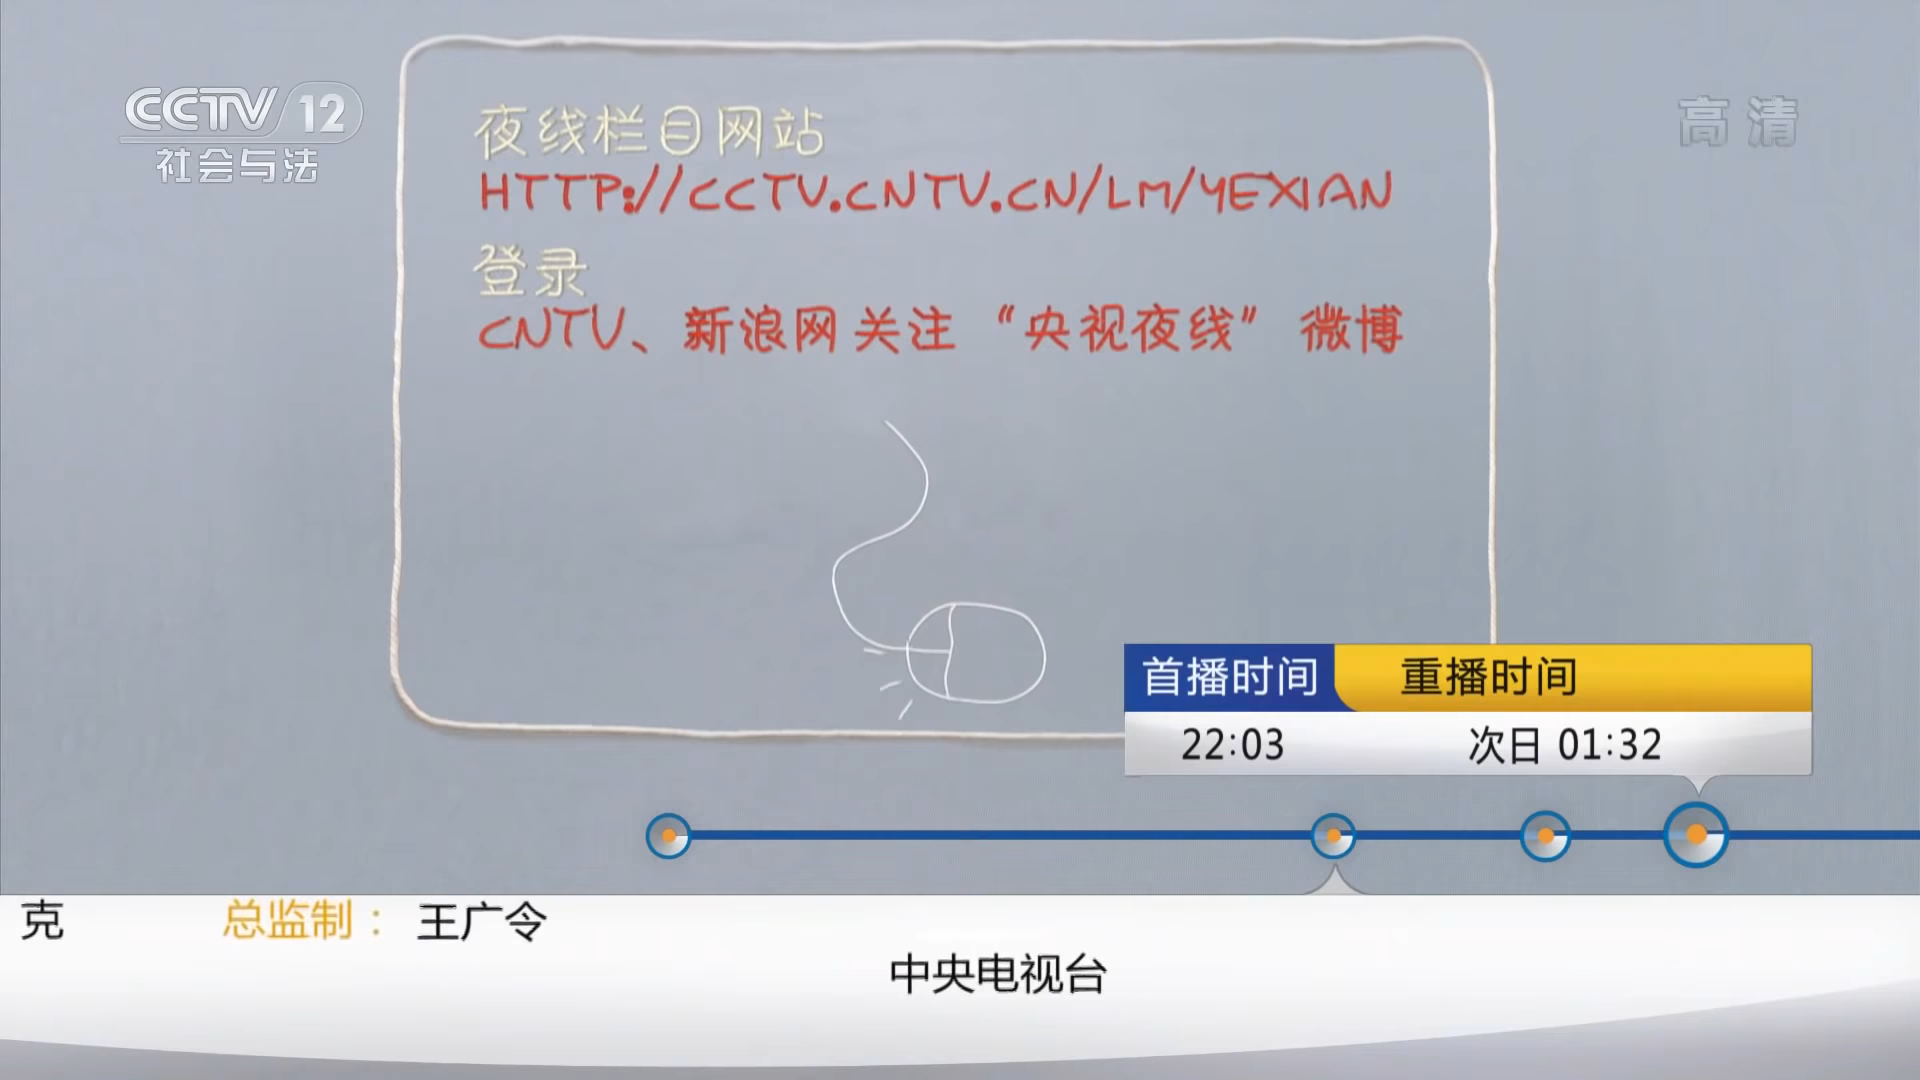 CCTV 12
社会与法
高清
夜线栏目网站
HTTP://CCTV.CNTV.CN/LM/YEXIAN
登录
CNTV、新浪网关注“央视夜线”微博
首播时间 重播时间
22:03 次日 01:32
克 总监制：王广令
中央电视台